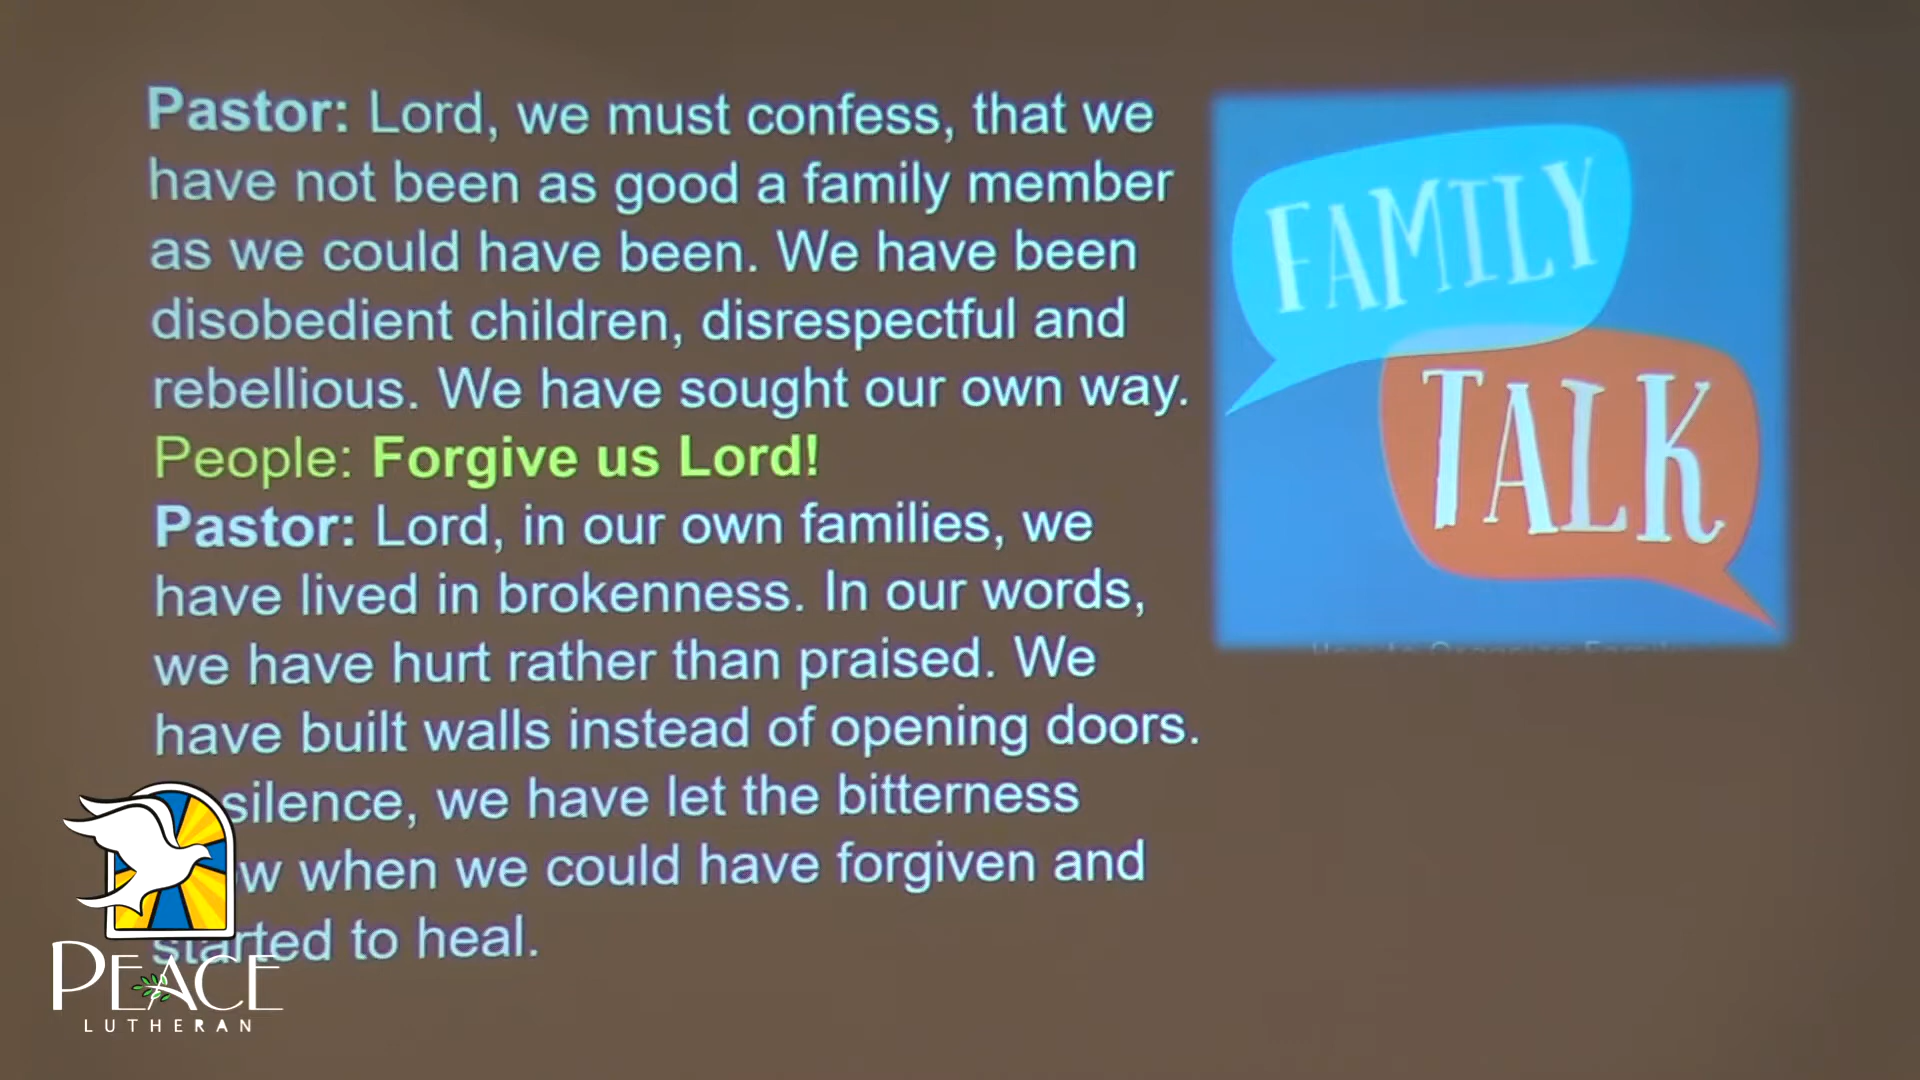 Pastor: Lord, we must confess, that we
have not been as good a family member
as we could have been. We have been
disobedient children, disrespectful and
rebellious. We have sought our own way.
People: Forgive us Lord!
Pastor: Lord, in our own families, we
have lived in brokenness. In our words,
we have hurt rather than praised. We
have built walls instead of opening doors.
silence, we have let the bitterness
when we could have forgiven and
started to heal.
FAMILY
TALK
PEACE
LUTHERAN